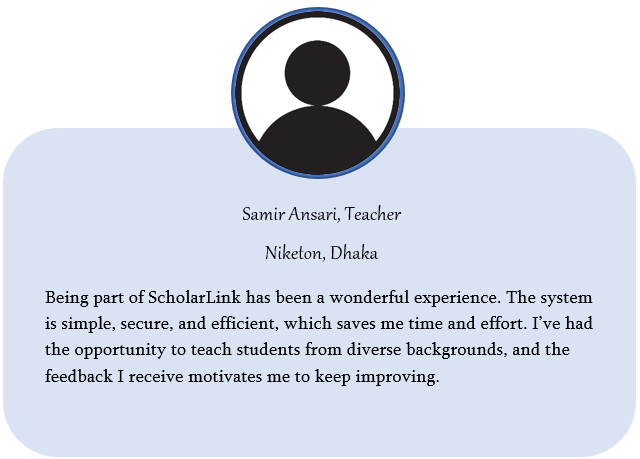 Samir Ansari, Teacher
Niketon, Dhaka
Being part of ScholarLink has been a wonderful experience. The system
is simple, secure, and efficient, which saves me time and effort. I’ve had
the opportunity to teach students from diverse backgrounds, and the
feedback I receive motivates me to keep improving.